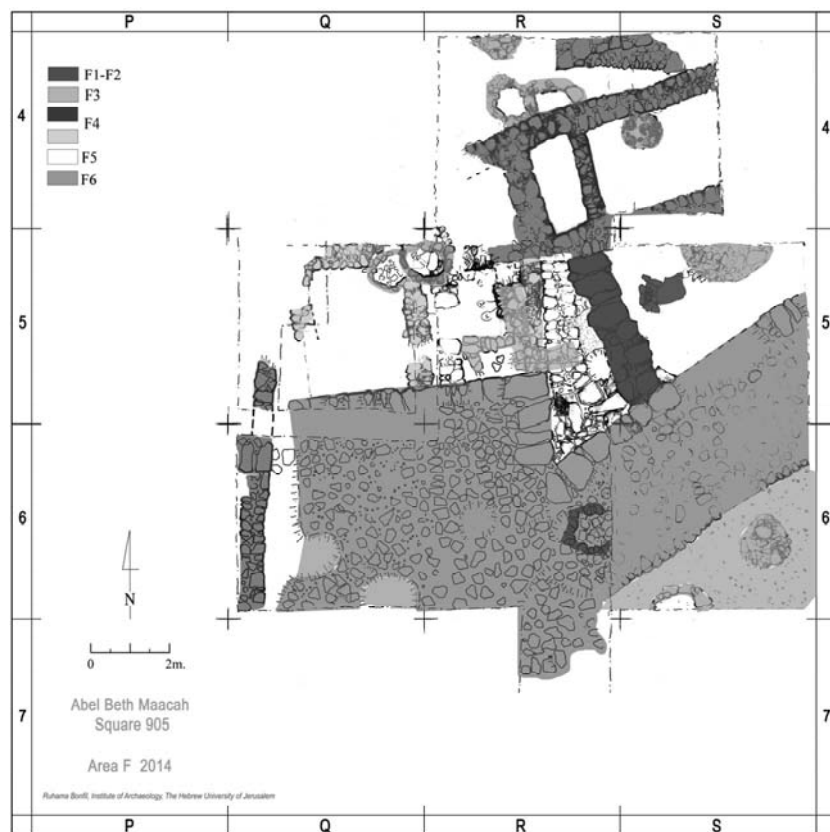 P Q R S
4 4
F1-F2
F3
F4
F5
F6
5 5
6 6
N
0 2m.
7 7
Abel Beth Maacah
Square 905
Area F 2014
Ruhama Bonfil, Institute of Archaeology, The Hebrew University of Jerusalem
P Q R S